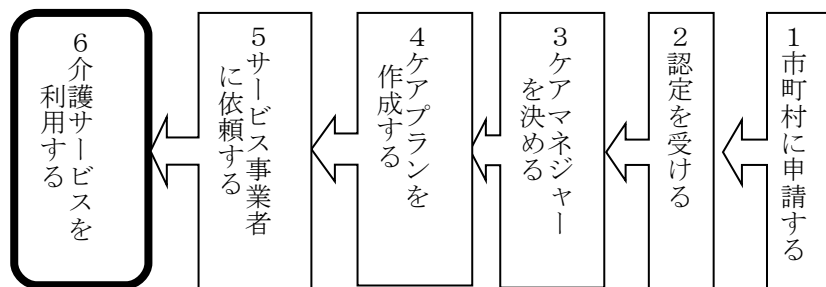 １市町村に申請する
２認定を受ける
３ケアマネジャー
を決める
４ケアプランを
作成する
５サービス事業者
に依頼する
６介護サービスを
利用する